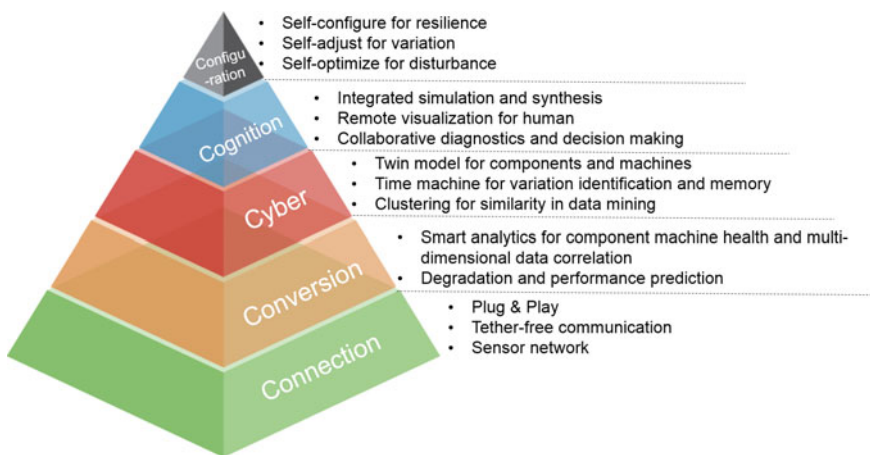 Configu
-ration
• Self-configure for resilience
• Self-adjust for variation
• Self-optimize for disturbance
Cognition
• Integrated simulation and synthesis
• Remote visualization for human
• Collaborative diagnostics and decision making
Cyber
• Twin model for components and machines
• Time machine for variation identification and memory
• Clustering for similarity in data mining
Conversion
• Smart analytics for component machine health and multi-
dimensional data correlation
• Degradation and performance prediction
Connection
• Plug & Play
• Tether-free communication
• Sensor network